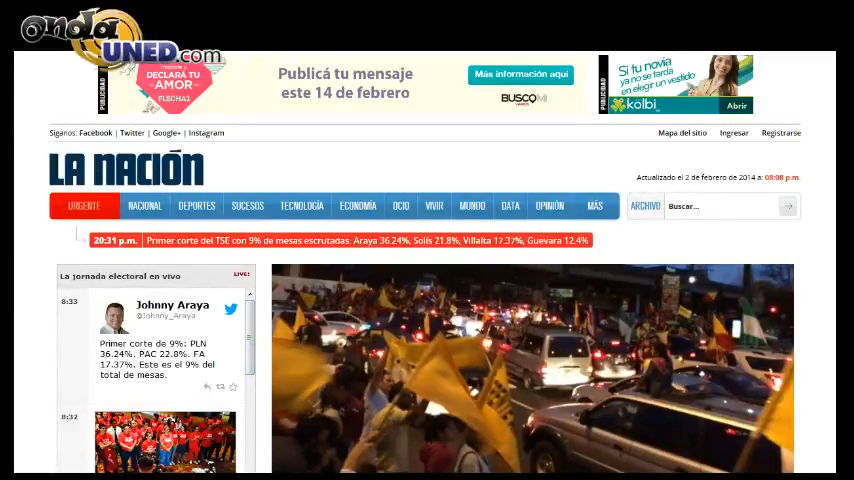 onda
UNED.com
PUBLICIDAD
DECLARÁ TU
AMOR
FLECHA2
Publicá tu mensaje
este 14 de febrero
Más información aquí
BUSCOMI
PUBLICIDAD
Si tu novia
ya no se tarda
en elegir un vestido
kölbi
Abrir
Síganos: Facebook | Twitter | Google+ | Instagram
Mapa del sitio
Ingresar
Registrarse
LA NACIÓN
Actualizado el 2 de febrero de 2014 a: 08:08 p.m.
URGENTE
NACIONAL
DEPORTES
SUCESOS
TECNOLOGÍA
ECONOMÍA
OCIO
VIVIR
MUNDO
DATA
OPINIÓN
MÁS
ARCHIVO
Buscar...
20:31 p.m. Primer corte del TSE con 9% de mesas escrutadas: Araya 36.24%, Solís 21.8%, Villalta 17.37%, Guevara 12.4%
La jornada electoral en vivo
LIVE!
8:33
Johnny Araya
@Johnny_Araya
Primer corte de 9%: PLN
36.24%. PAC 22.8%. FA
17.37%. Este es el 9% del
total de mesas.
8:32